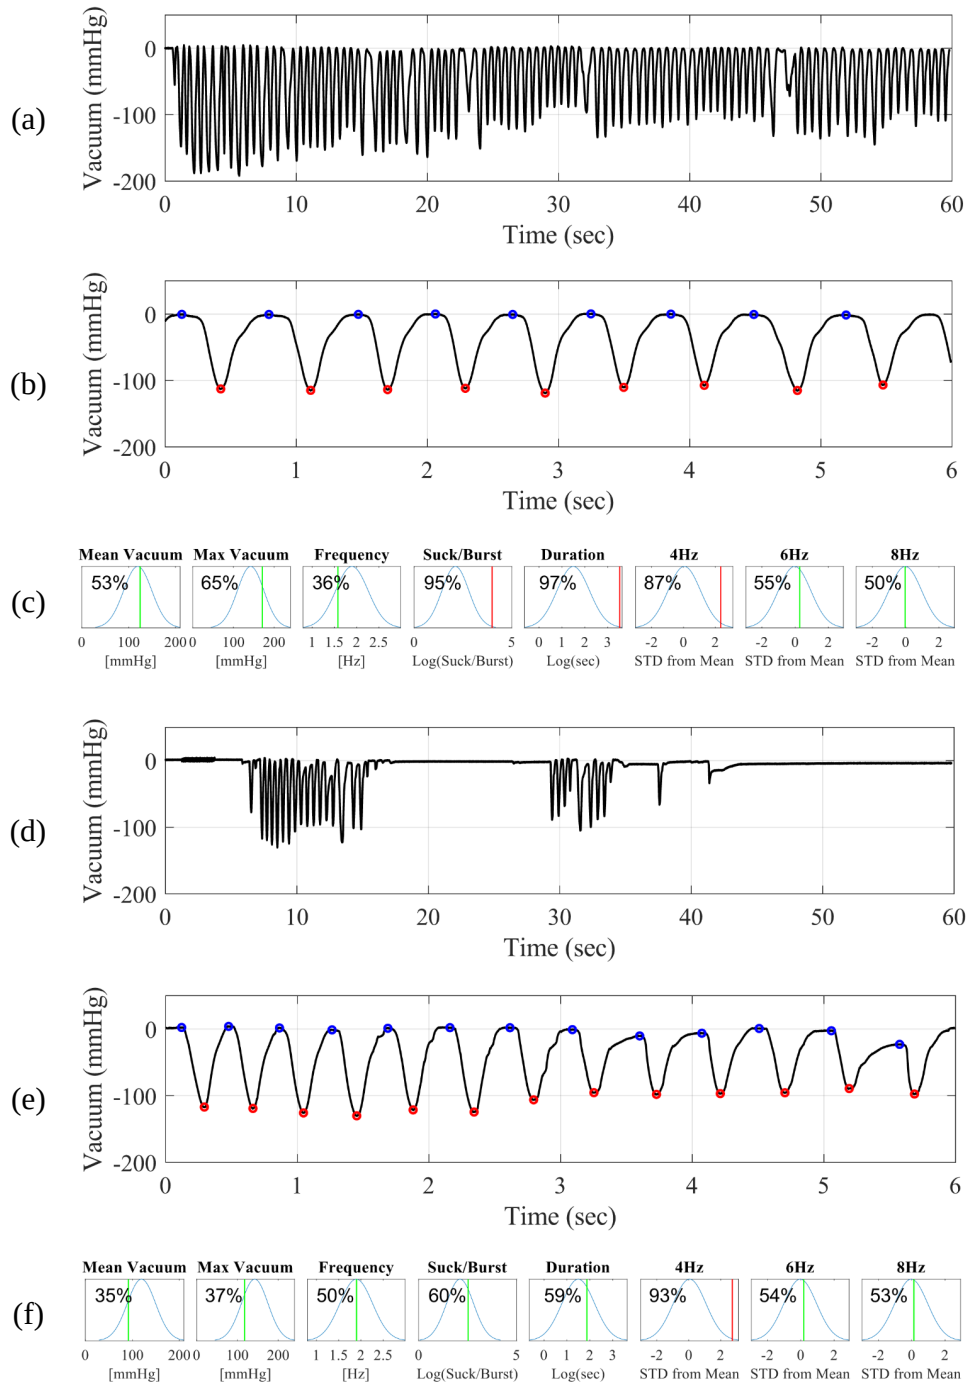 (a)
Vacuum (mmHg)
0
-100
-200
0 10 20 30 40 50 60
Time (sec)
(b)
Vacuum (mmHg)
0
-100
-200
0 1 2 3 4 5 6
Time (sec)
(c)
Mean Vacuum Max Vacuum Frequency Suck/Burst Duration 4Hz 6Hz 8Hz
53% 65% 36% 95% 97% 87% 55% 50%
0 100 200 0 100 200 1 1.5 2 2.5 0 5 0 1 2 3 -2 0 2 -2 0 2 -2 0 2
[mmHg] [mmHg] [Hz] Log(Suck/Burst) Log(sec) STD from Mean STD from Mean STD from Mean
(d)
Vacuum (mmHg)
0
-100
-200
0 10 20 30 40 50 60
Time (sec)
(e)
Vacuum (mmHg)
0
-100
-200
0 1 2 3 4 5 6
Time (sec)
(f)
Mean Vacuum Max Vacuum Frequency Suck/Burst Duration 4Hz 6Hz 8Hz
35% 37% 50% 60% 59% 93% 54% 53%
0 100 200 0 100 200 1 1.5 2 2.5 0 5 0 1 2 3 -2 0 2 -2 0 2 -2 0 2
[mmHg] [mmHg] [Hz] Log(Suck/Burst) Log(sec) STD from Mean STD from Mean STD from Mean